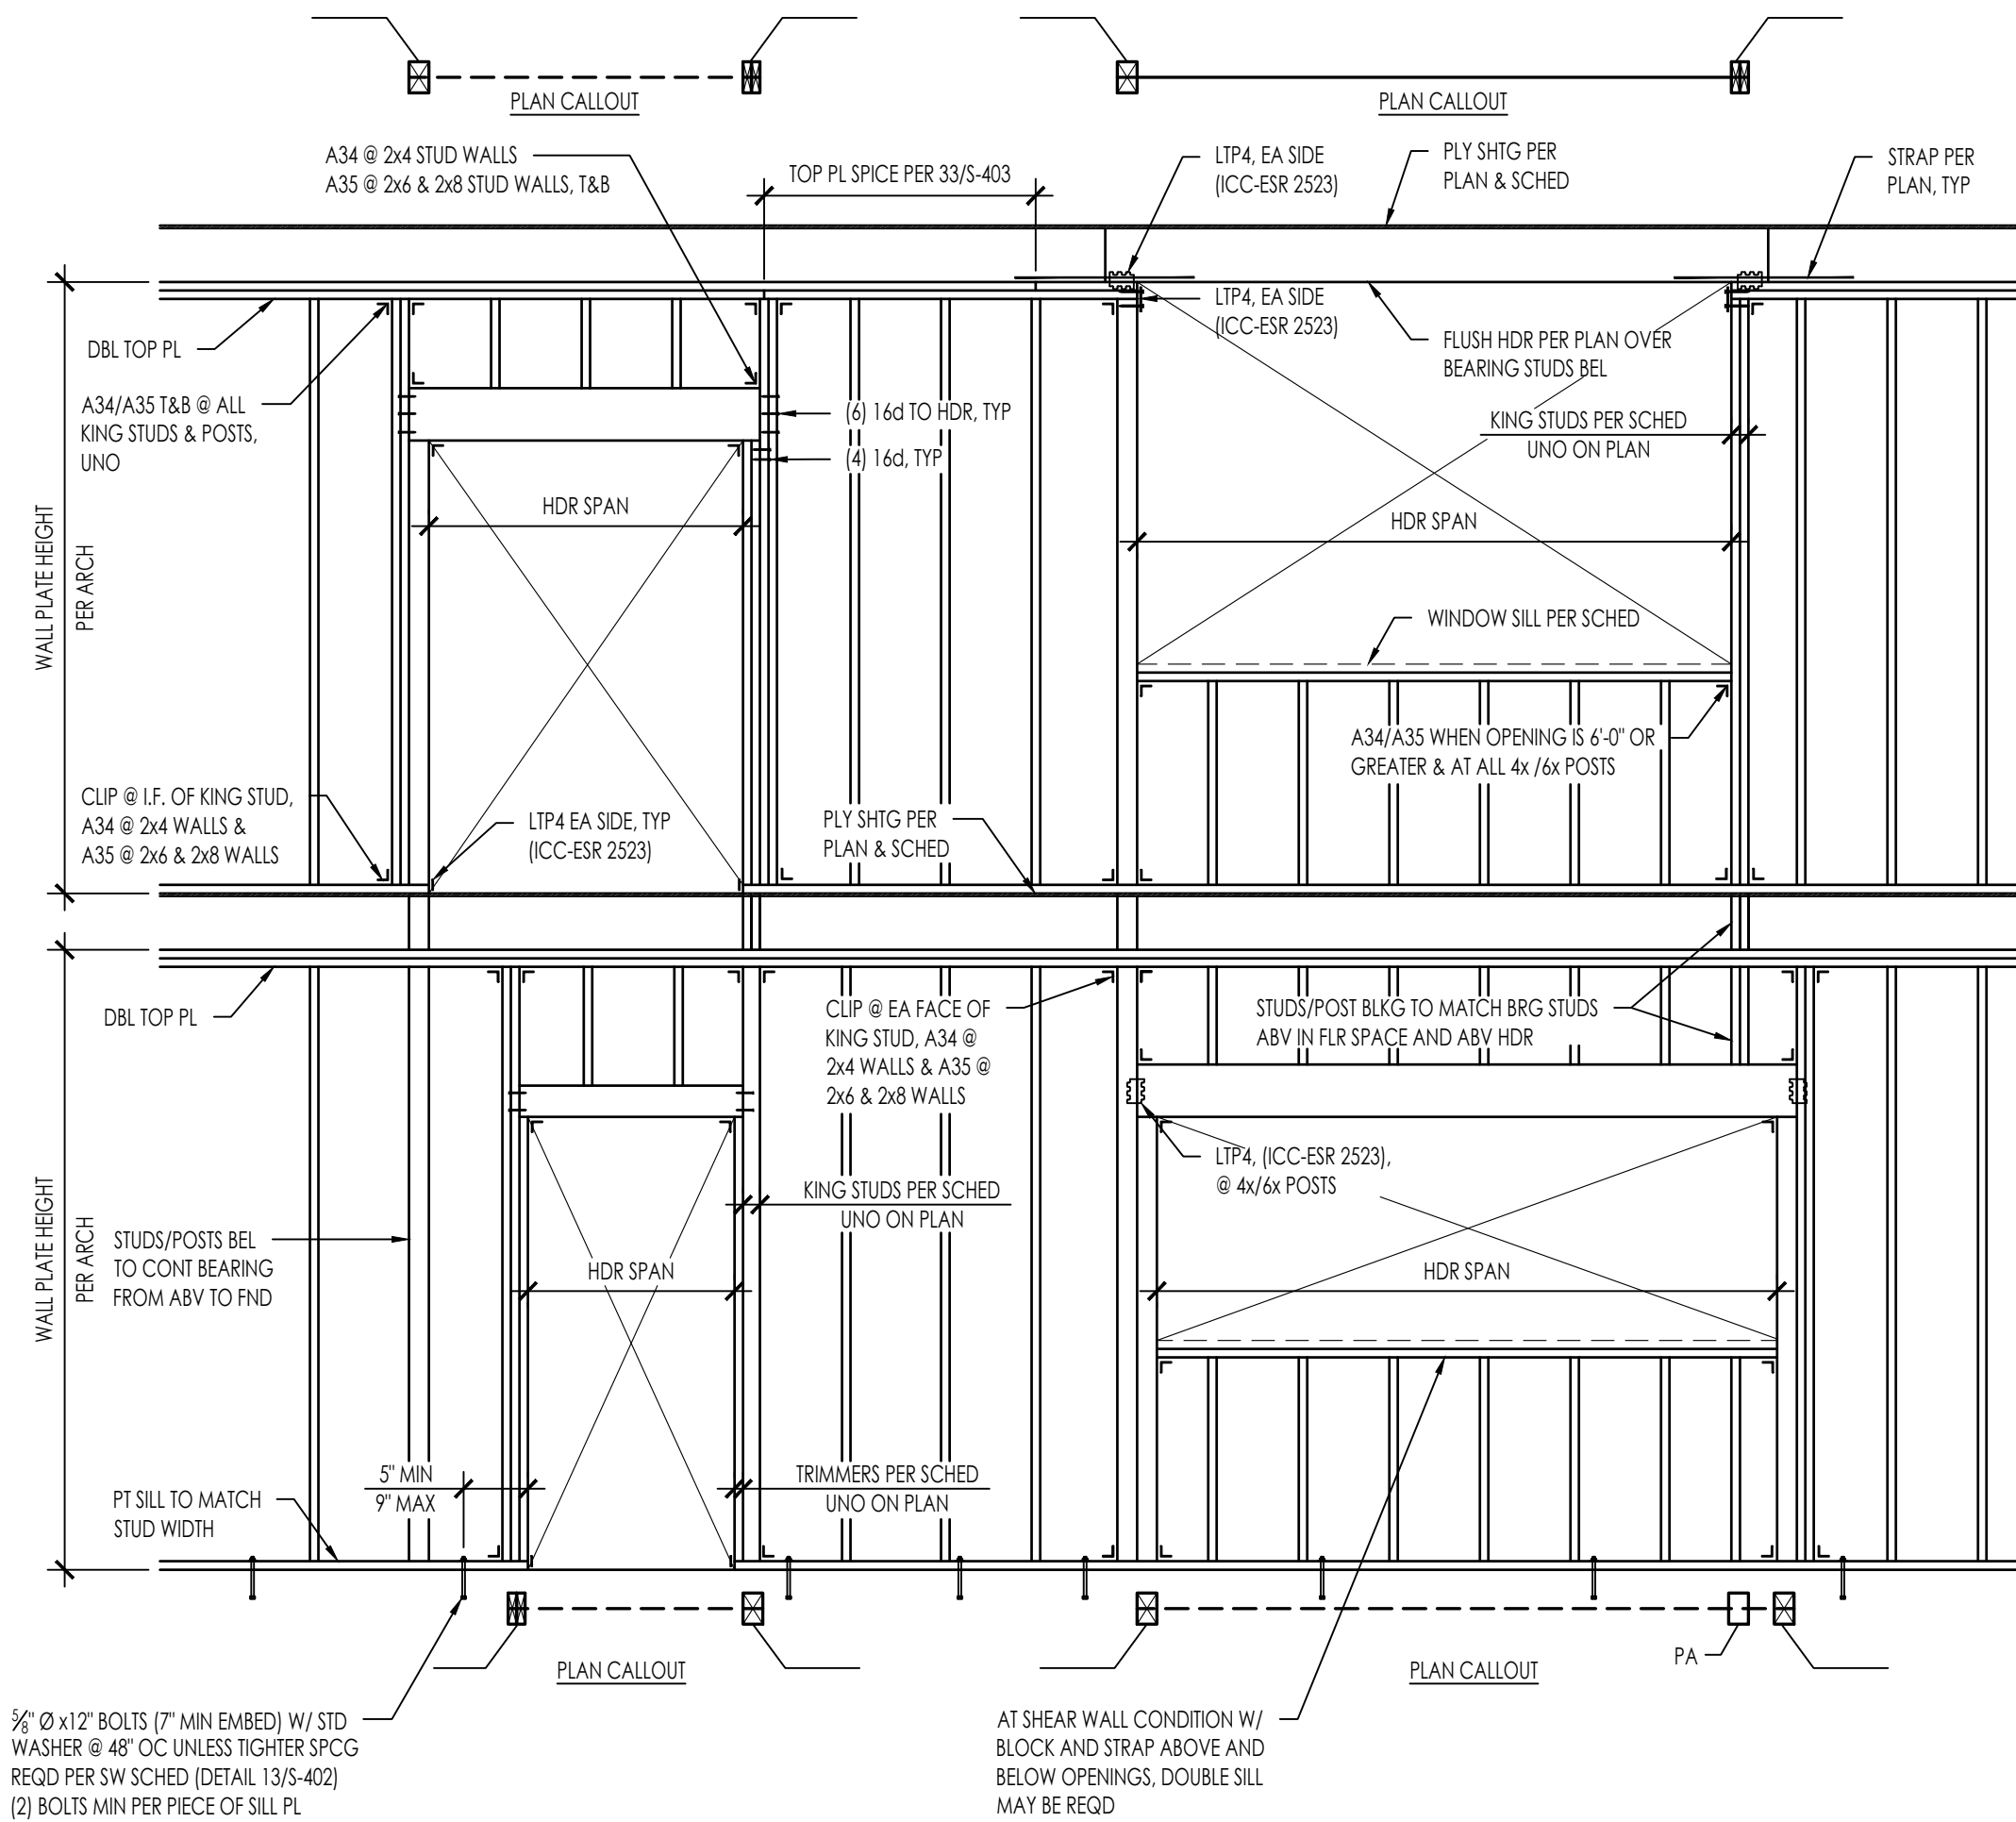 PLAN CALLOUT
PLAN CALLOUT
A34 @ 2x4 STUD WALLS
A35 @ 2x6 & 2x8 STUD WALLS, T&B
TOP PL SPICE PER 33/S-403
LTP4, EA SIDE
(ICC-ESR 2523)
PLY SHTG PER
PLAN & SCHED
STRAP PER
PLAN, TYP
LTP4, EA SIDE
(ICC-ESR 2523)
DBL TOP PL
FLUSH HDR PER PLAN OVER
BEARING STUDS BEL
A34/A35 T&B @ ALL
KING STUDS & POSTS,
UNO
(6) 16d TO HDR, TYP
(4) 16d, TYP
KING STUDS PER SCHED
UNO ON PLAN
HDR SPAN
HDR SPAN
WALL PLATE HEIGHT
PER ARCH
WINDOW SILL PER SCHED
A34/A35 WHEN OPENING IS 6'-0" OR
GREATER & AT ALL 4x /6x POSTS
CLIP @ I.F. OF KING STUD,
A34 @ 2x4 WALLS &
A35 @ 2x6 & 2x8 WALLS
LTP4 EA SIDE, TYP
(ICC-ESR 2523)
PLY SHTG PER
PLAN & SCHED
DBL TOP PL
CLIP @ EA FACE OF
KING STUD, A34 @
2x4 WALLS & A35 @
2x6 & 2x8 WALLS
STUDS/POST BLKG TO MATCH BRG STUDS
ABV IN FLR SPACE AND ABV HDR
LTP4, (ICC-ESR 2523),
@ 4x/6x POSTS
KING STUDS PER SCHED
UNO ON PLAN
WALL PLATE HEIGHT
PER ARCH
STUDS/POSTS BEL
TO CONT BEARING
FROM ABV TO FND
HDR SPAN
HDR SPAN
5" MIN
9" MAX
TRIMMERS PER SCHED
UNO ON PLAN
PT SILL TO MATCH
STUD WIDTH
PLAN CALLOUT
PLAN CALLOUT
PA
5/8" Ø x12" BOLTS (7" MIN EMBED) W/ STD
WASHER @ 48" OC UNLESS TIGHTER SPCG
REQD PER SW SCHED (DETAIL 13/S-402)
(2) BOLTS MIN PER PIECE OF SILL PL
AT SHEAR WALL CONDITION W/
BLOCK AND STRAP ABOVE AND
BELOW OPENINGS, DOUBLE SILL
MAY BE REQD